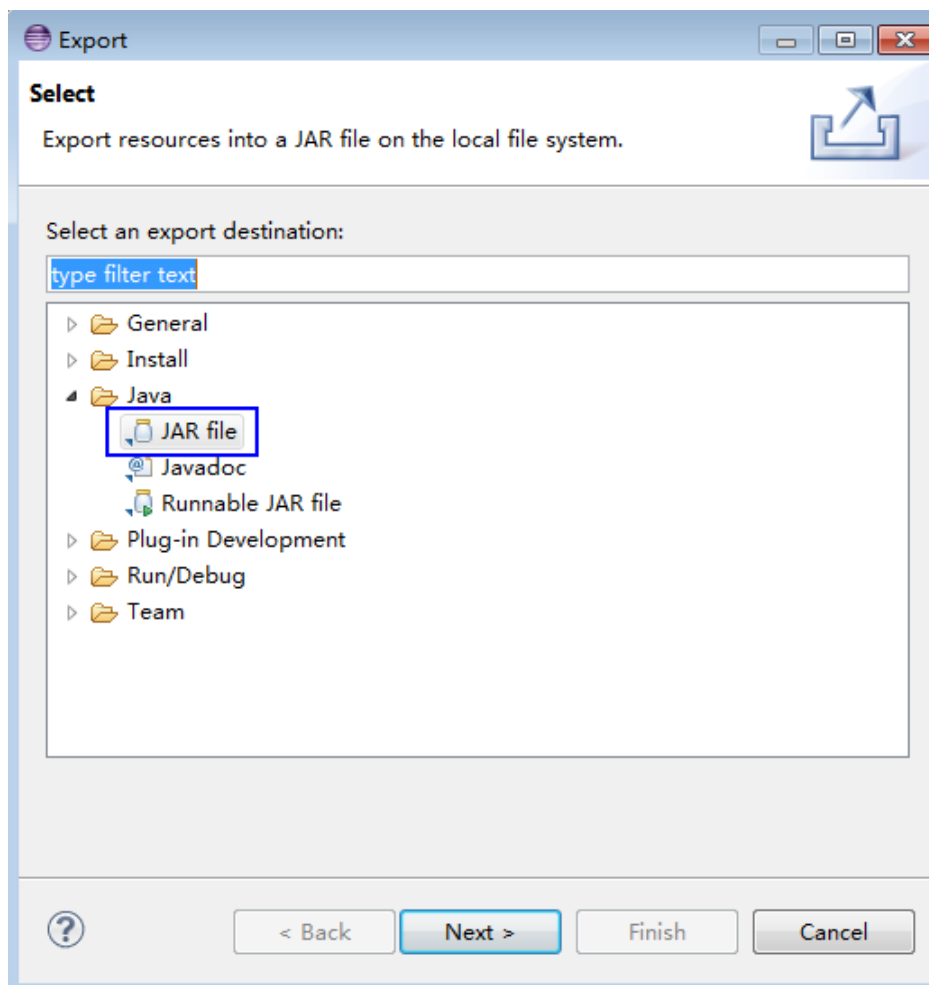 Export
Select
Export resources into a JAR file on the local file system.
Select an export destination:
type filter text
General
Install
Java
JAR file
Javadoc
Runnable JAR file
Plug-in Development
Run/Debug
Team
? < Back Next > Finish Cancel